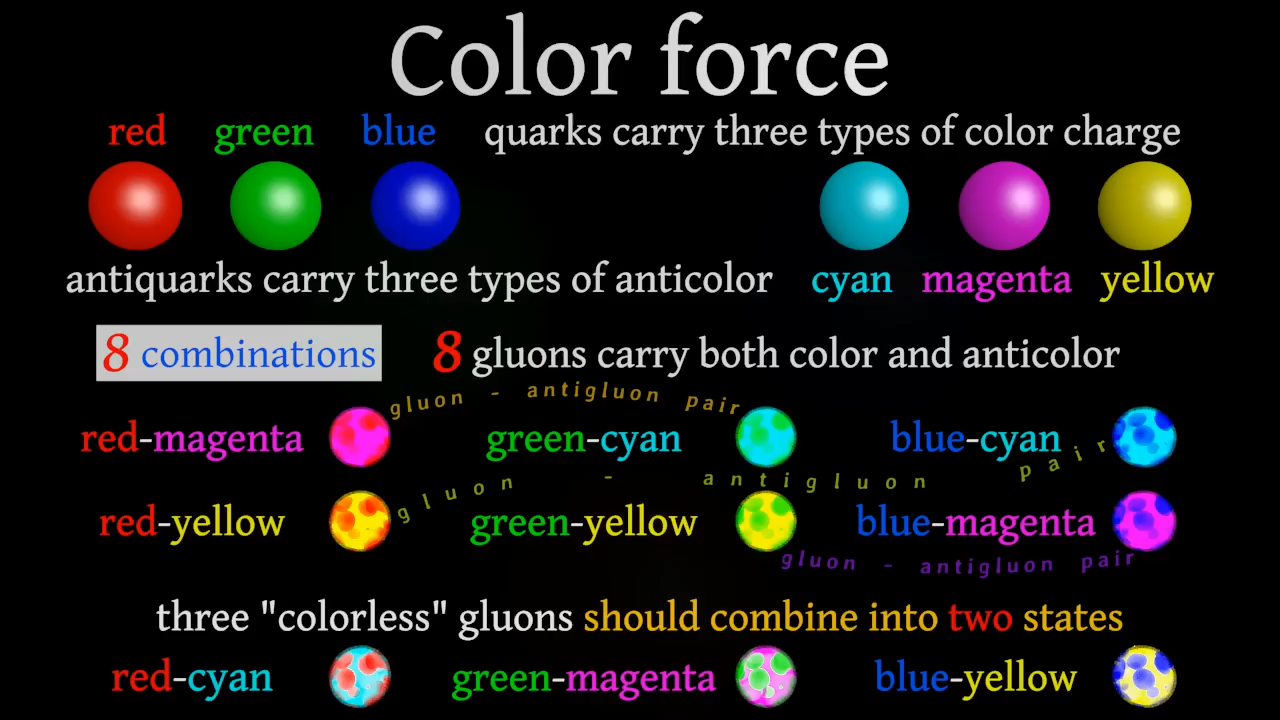 Color force
red green blue quarks carry three types of color charge
antiquarks carry three types of anticolor cyan magenta yellow
8 combinations 8 gluons carry both color and anticolor
gluon - antigluon pair
red-magenta green-cyan blue-cyan
gluon - antigluon pair
red-yellow green-yellow blue-magenta
gluon - antigluon pair
three "colorless" gluons should combine into two states
red-cyan green-magenta blue-yellow